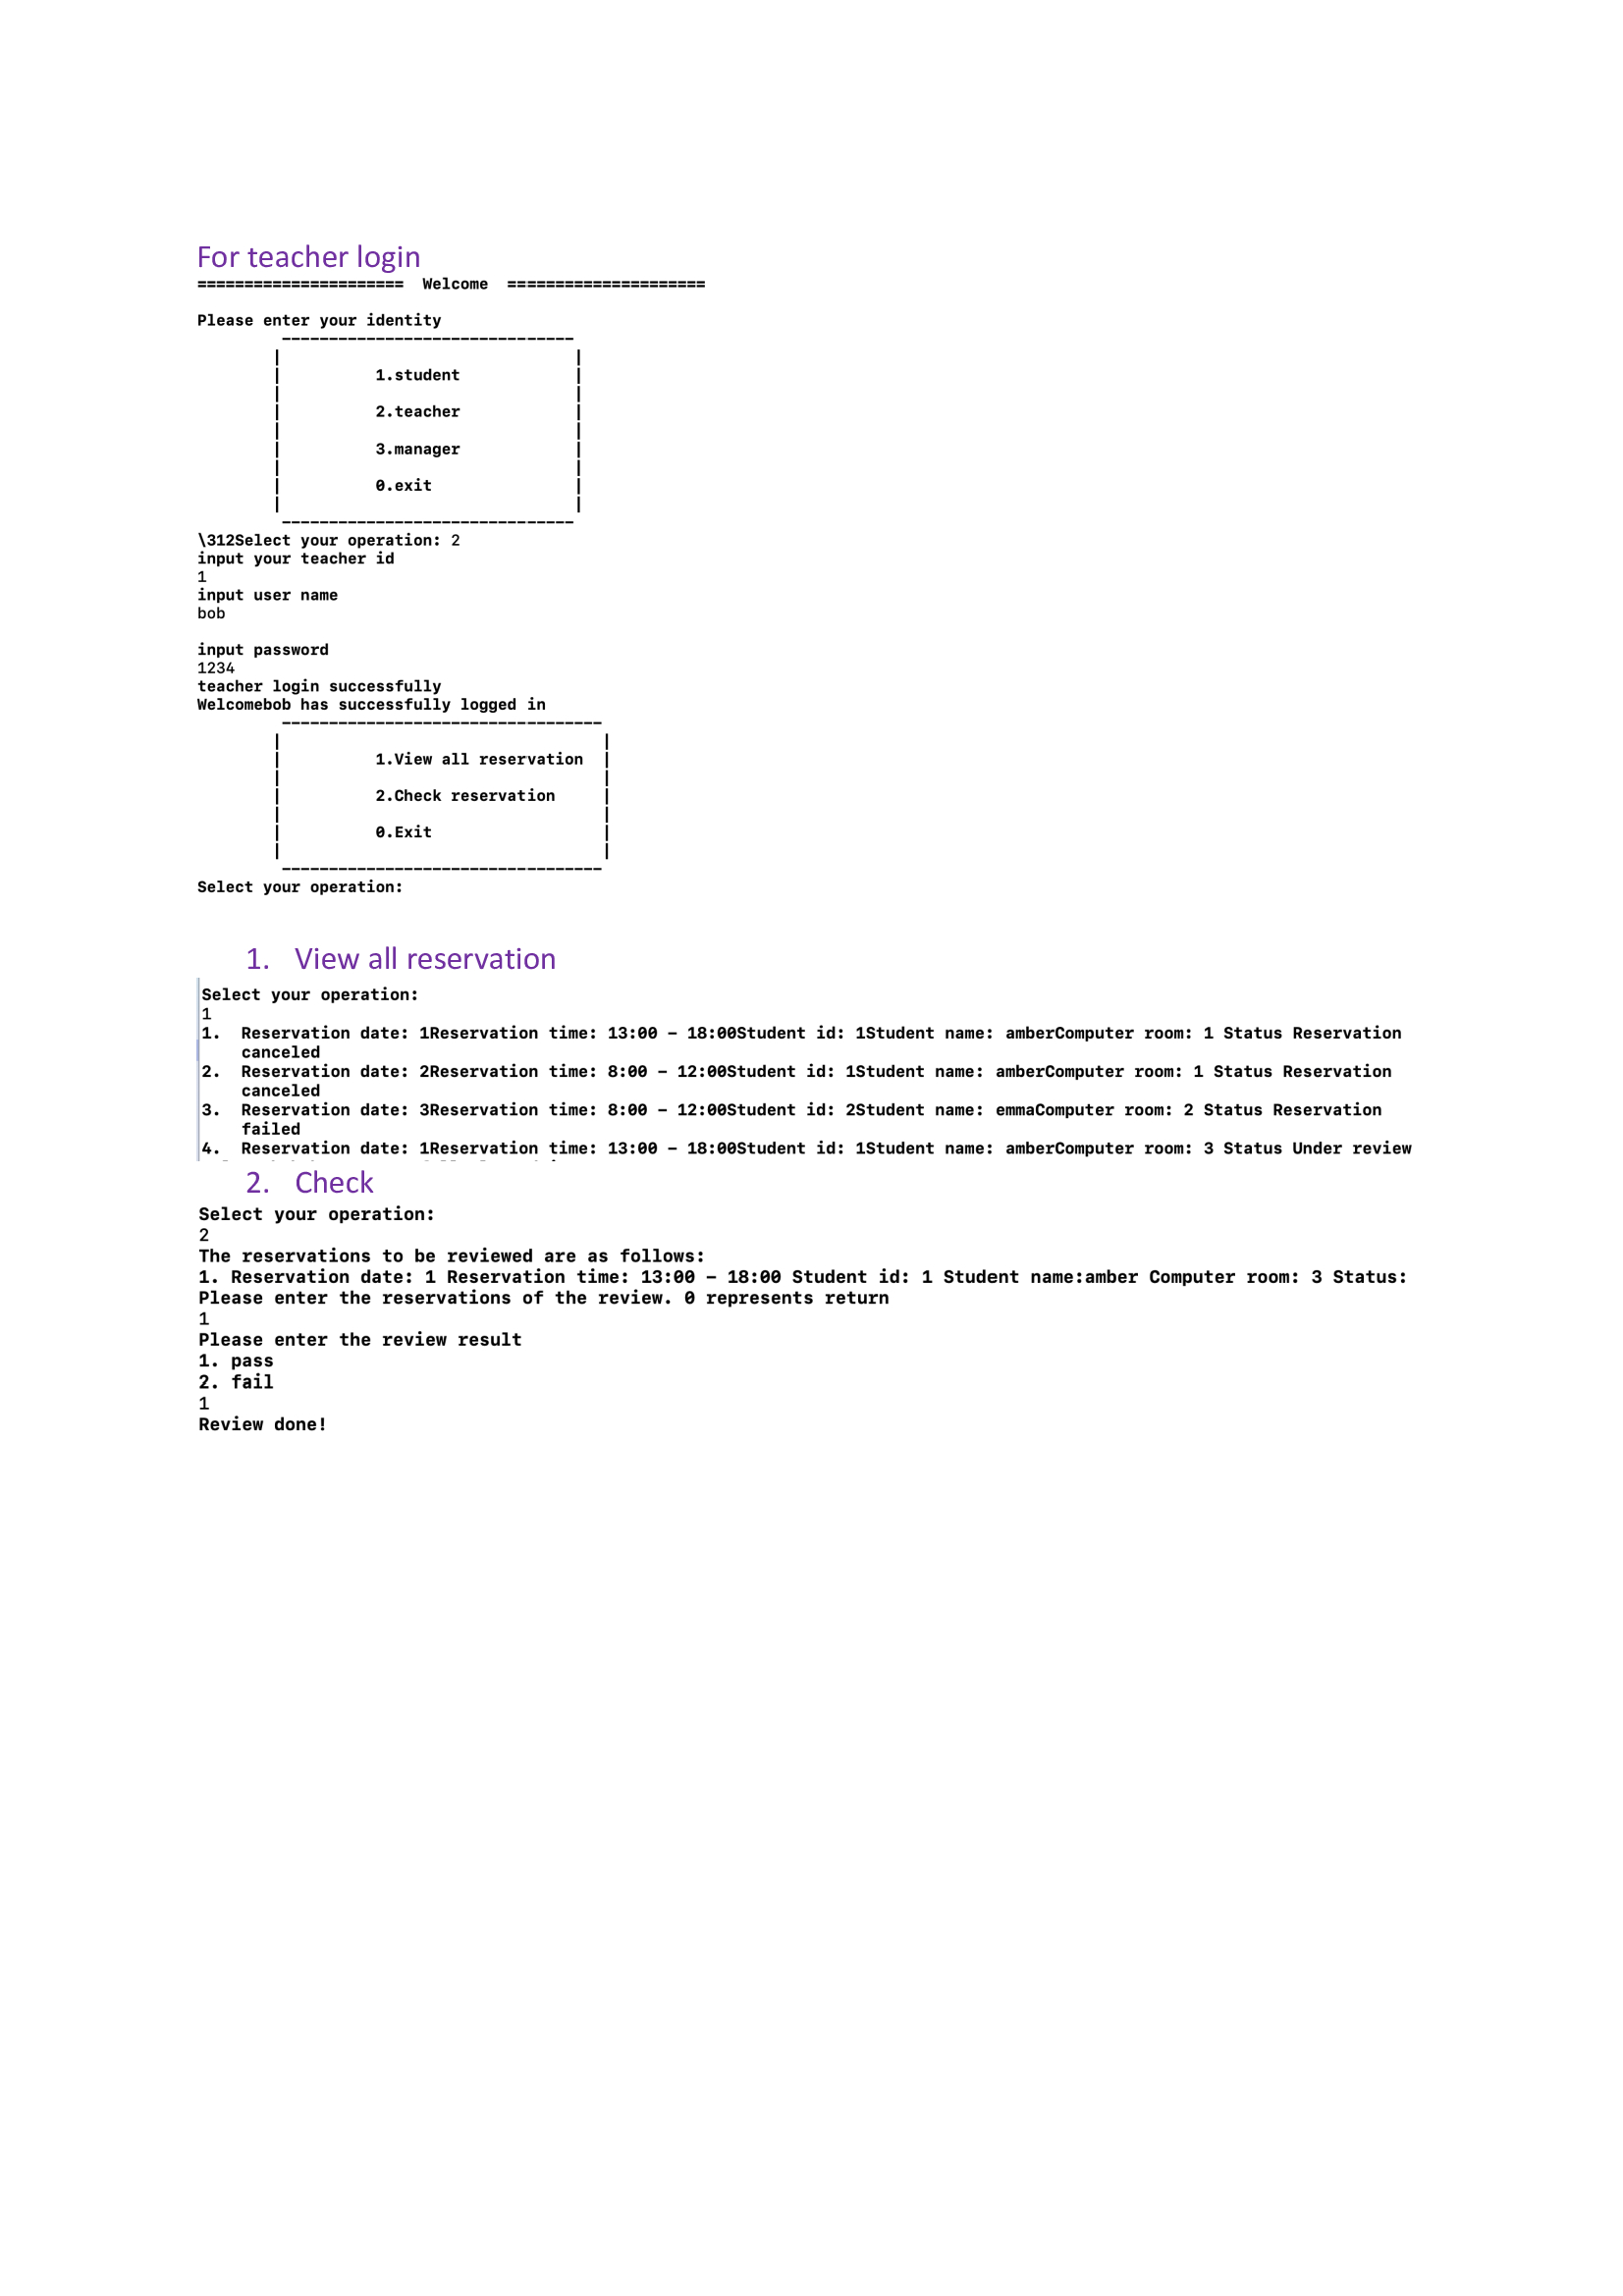 For teacher login
====================== Welcome =====================
Please enter your identity
-------------------------------
| |
| 1.student |
| |
| 2.teacher |
| |
| 3.manager |
| |
| 0.exit |
| |
-------------------------------
\312Select your operation: 2
input your teacher id
1
input user name
bob
input password
1234
teacher login successfully
Welcomebob has successfully logged in
----------------------------------
| |
| 1.View all reservation |
| |
| 2.Check reservation |
| |
| 0.Exit |
| |
----------------------------------
Select your operation:
1. View all reservation
Select your operation:
1
1. Reservation date: 1Reservation time: 13:00 – 18:00Student id: 1Student name: amberComputer room: 1 Status Reservation
canceled
2. Reservation date: 2Reservation time: 8:00 – 12:00Student id: 1Student name: amberComputer room: 1 Status Reservation
canceled
3. Reservation date: 3Reservation time: 8:00 – 12:00Student id: 2Student name: emmaComputer room: 2 Status Reservation
failed
4. Reservation date: 1Reservation time: 13:00 – 18:00Student id: 1Student name: amberComputer room: 3 Status Under review
2. Check
Select your operation:
2
The reservations to be reviewed are as follows:
1. Reservation date: 1 Reservation time: 13:00 – 18:00 Student id: 1 Student name:amber Computer room: 3 Status:
Please enter the reservations of the review. 0 represents return
1
Please enter the review result
1. pass
2. fail
1
Review done!